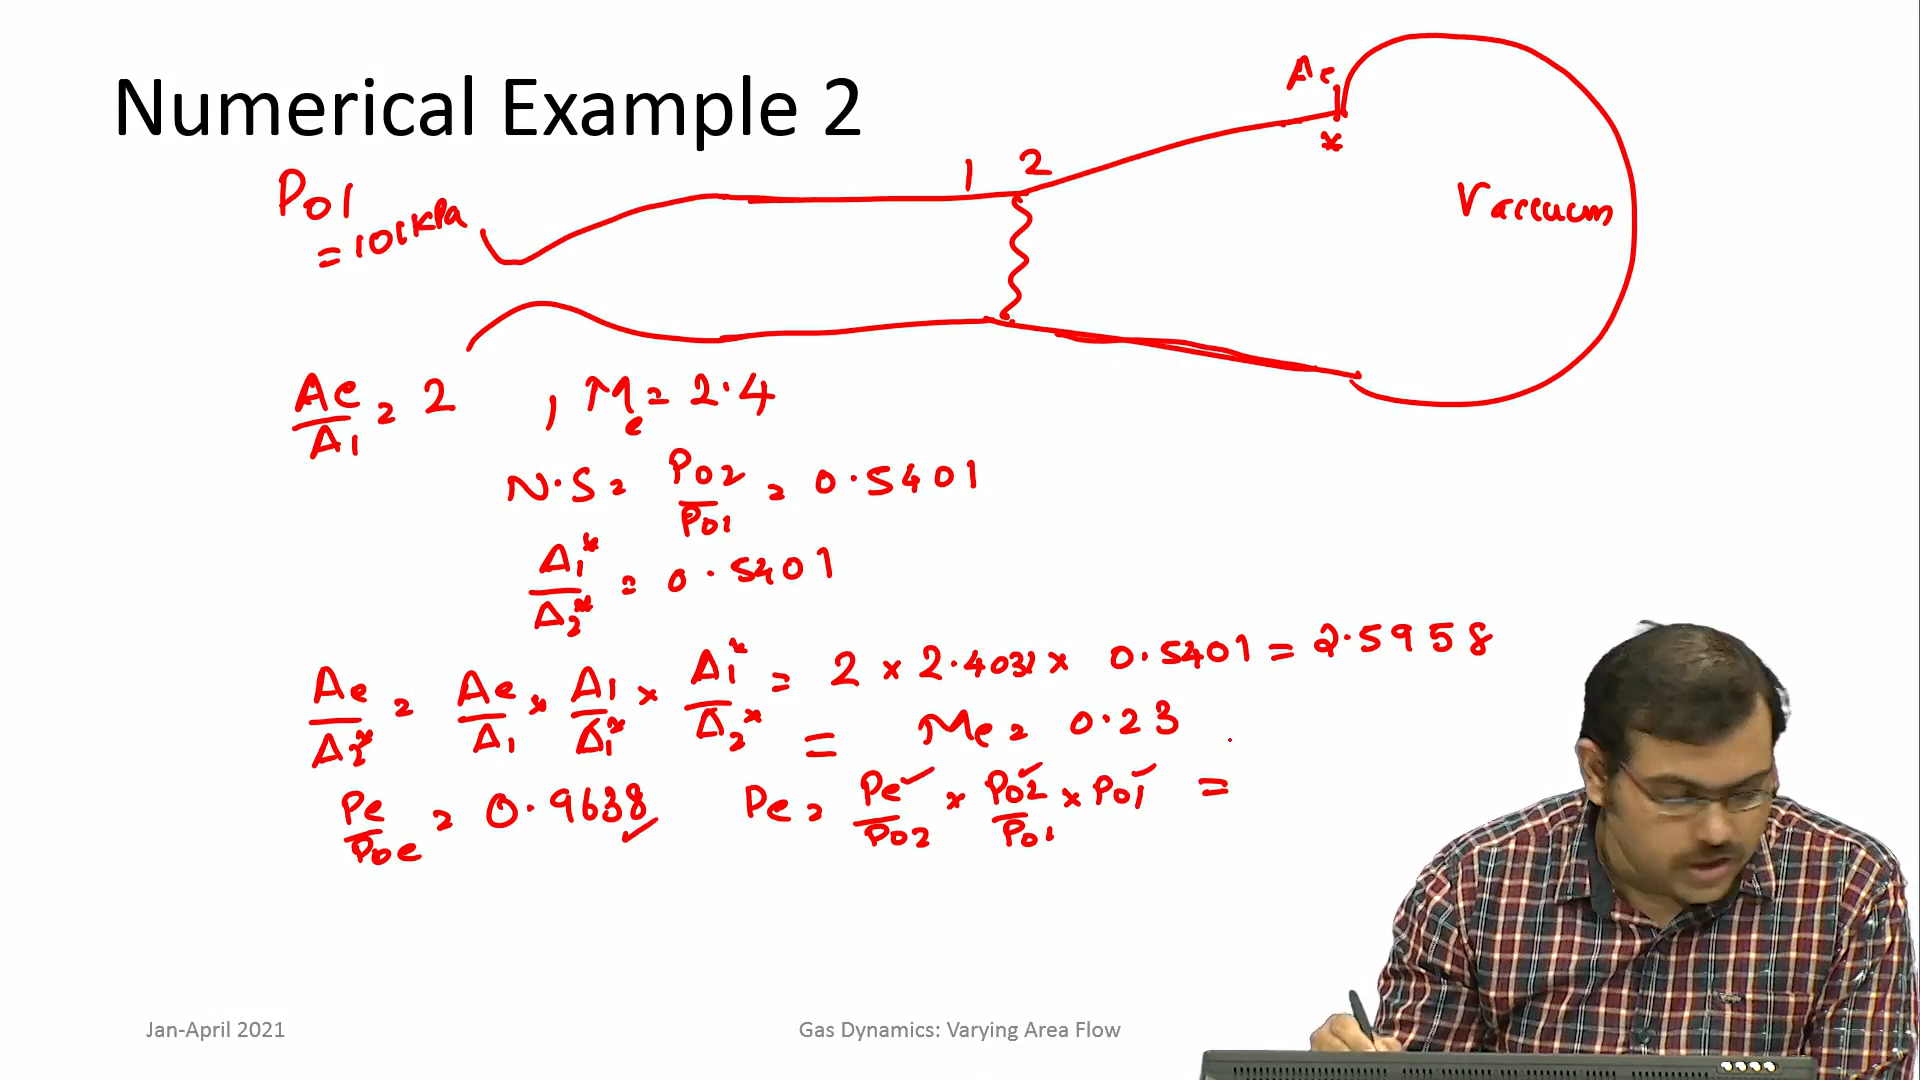 Numerical Example 2
Ae
*
1 2
P01
= 101kPa
Vaccuum
Ae/A1 = 2 , Me = 2.4
N.S = P02/P01 = 0.5401
A1*/A2* = 0.5401
Ae/A2* = Ae/A1 × A1/A1* × A1*/A2* = 2 × 2.4031 × 0.5401 = 2.5958
= Me = 0.23
Pe/P0e = 0.9638 ✓ Pe = Pe/P02 ✓ × P02/P01 ✓ × P01 ✓ =
Jan-April 2021
Gas Dynamics: Varying Area Flow